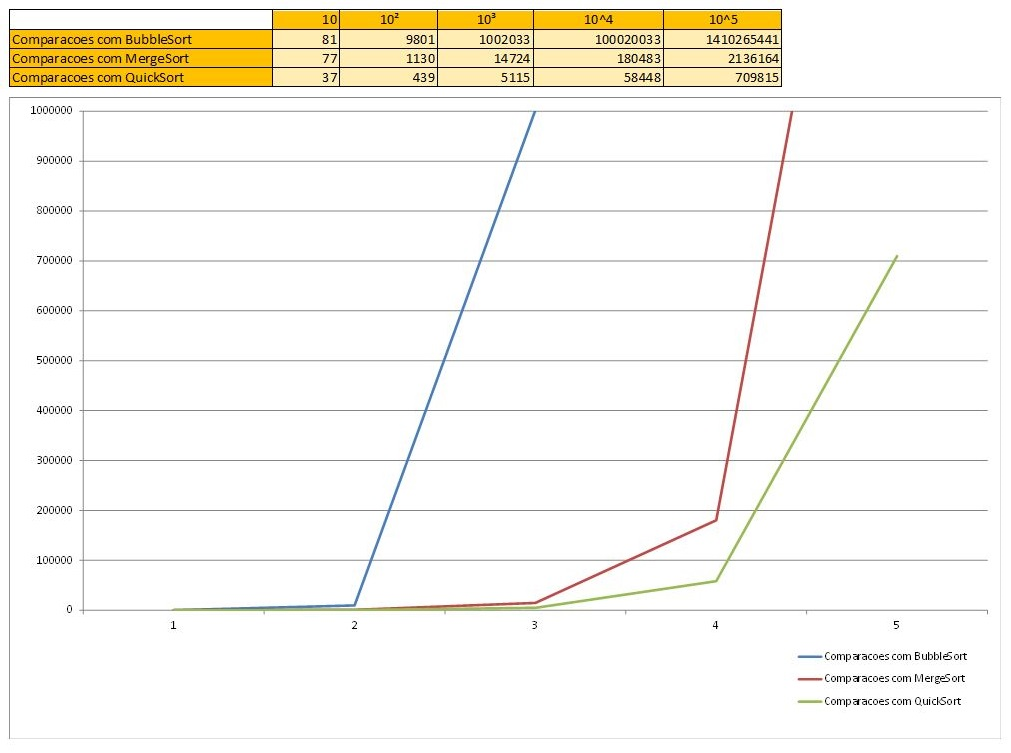 10 10² 10³ 10^4 10^5
Comparacoes com BubbleSort 81 9801 1002033 100020033 1410265441
Comparacoes com MergeSort 77 1130 14724 180483 2136164
Comparacoes com QuickSort 37 439 5115 58448 709815
1000000
900000
800000
700000
600000
500000
400000
300000
200000
100000
0
1 2 3 4 5
Comparacoes com BubbleSort
Comparacoes com MergeSort
Comparacoes com QuickSort